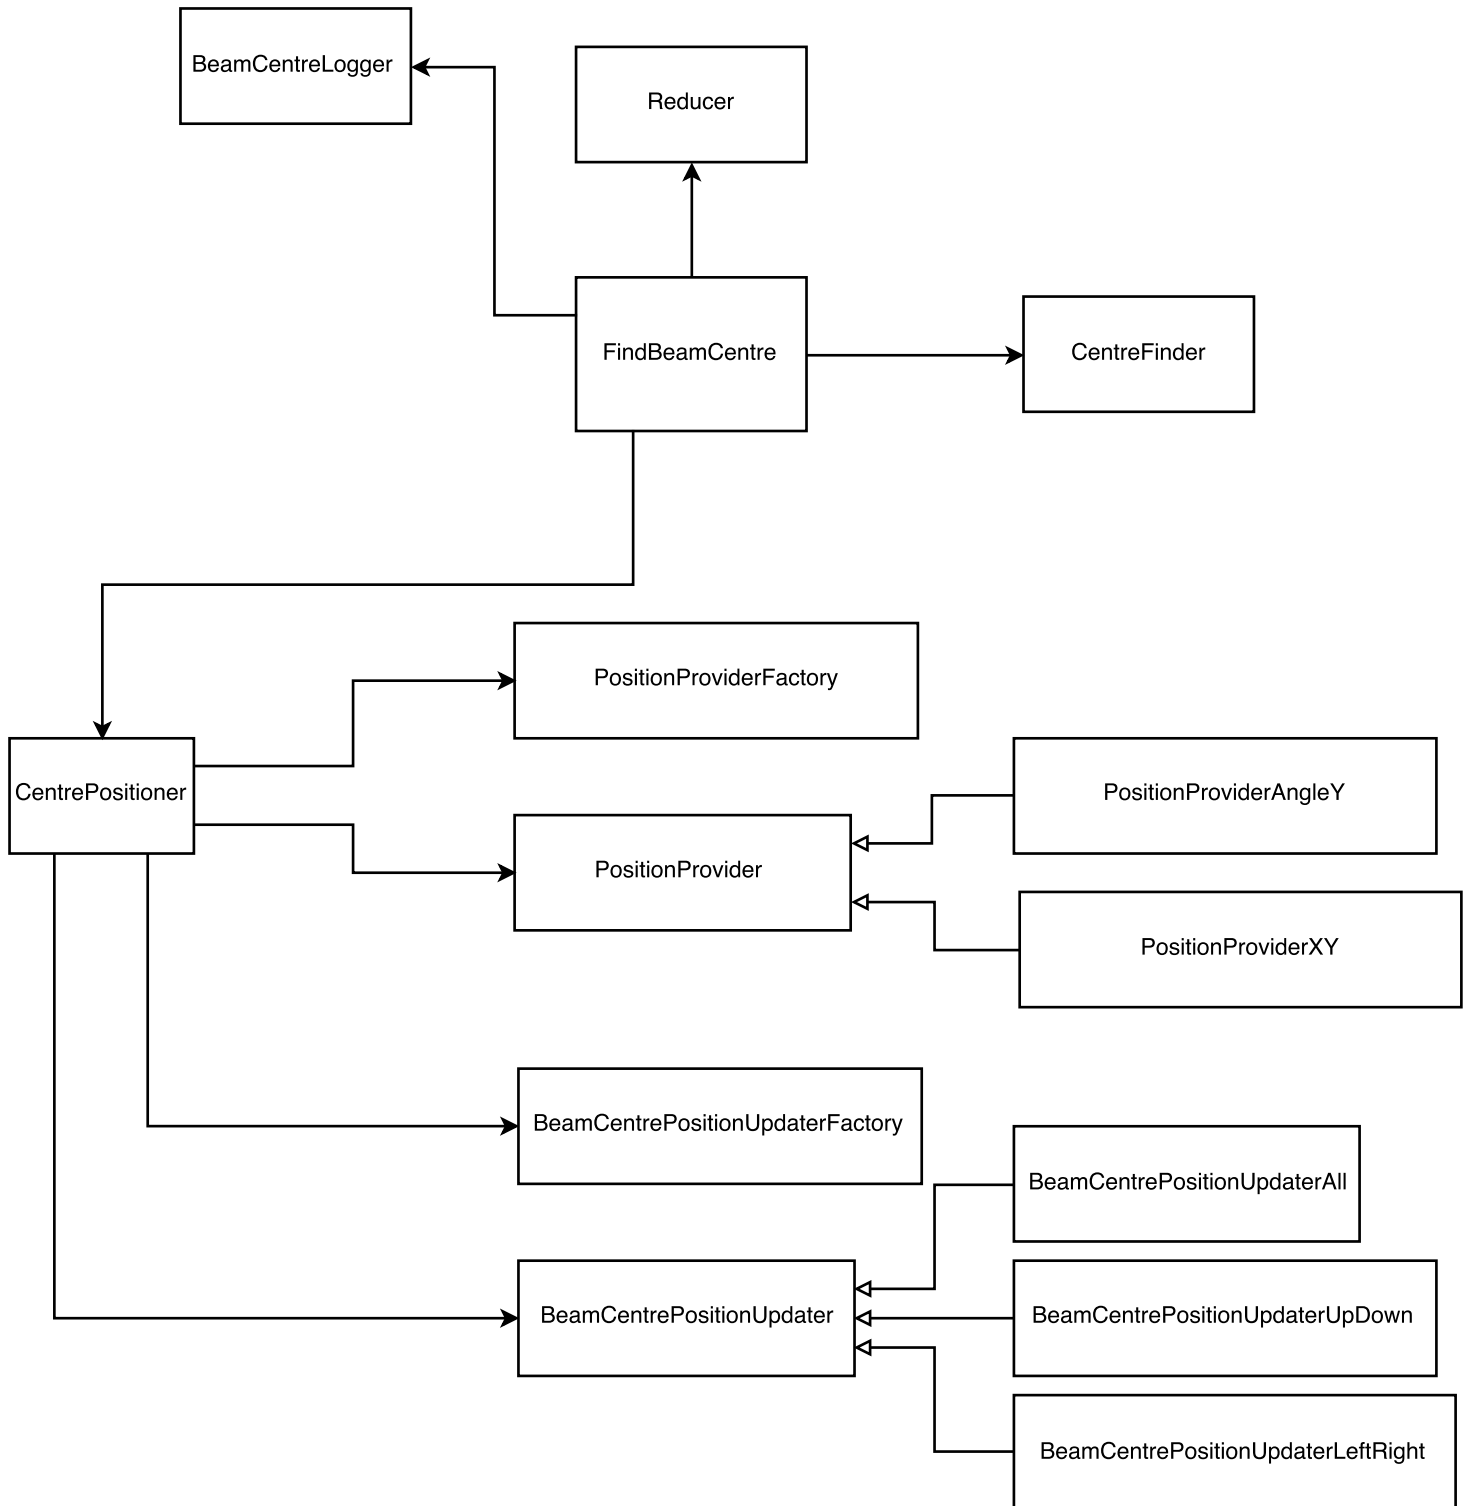 BeamCentreLogger
Reducer
FindBeamCentre
CentreFinder
PositionProviderFactory
CentrePositioner
PositionProviderAngleY
PositionProvider
PositionProviderXY
BeamCentrePositionUpdaterFactory
BeamCentrePositionUpdaterAll
BeamCentrePositionUpdater
BeamCentrePositionUpdaterUpDown
BeamCentrePositionUpdaterLeftRight